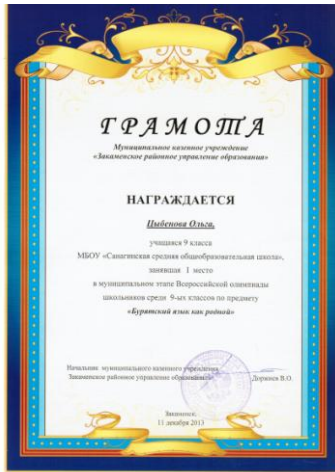 ГРАМОТА
Муниципальное казенное учреждение
«Закаменское районное управление образования»
НАГРАЖДАЕТСЯ
Цыбенова Ольга,
учащаяся 9 класса
МБОУ «Санагинская средняя общеобразовательная школа»,
занявшая I место
в муниципальном этапе Всероссийской олимпиады
школьников среди 9-ых классов по предмету
«Бурятский язык как родной»
Начальник муниципального казенного учреждения
Закаменское районное управление образования
Доржиев В.О.
Закаменск,
11 декабря 2013